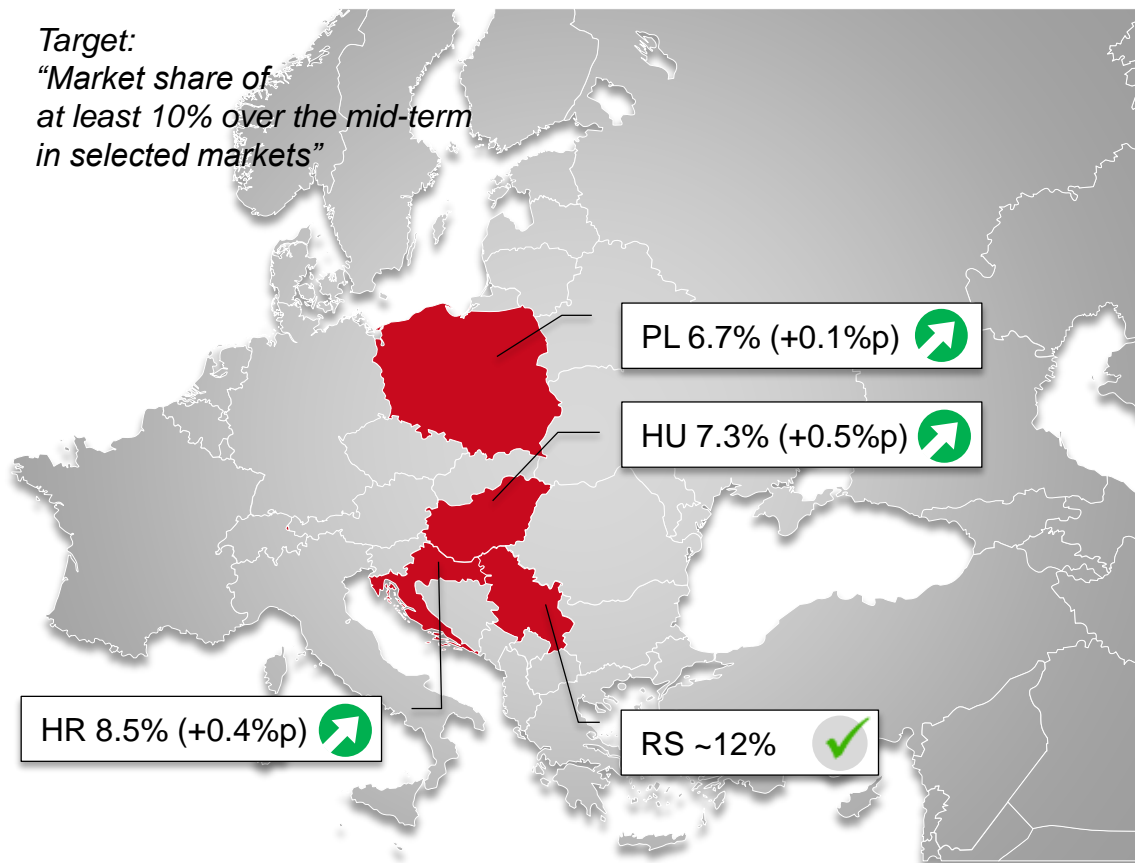 Target:
“Market share of
at least 10% over the mid-term
in selected markets”
PL 6.7% (+0.1%p)
HU 7.3% (+0.5%p)
HR 8.5% (+0.4%p)
RS ~12%